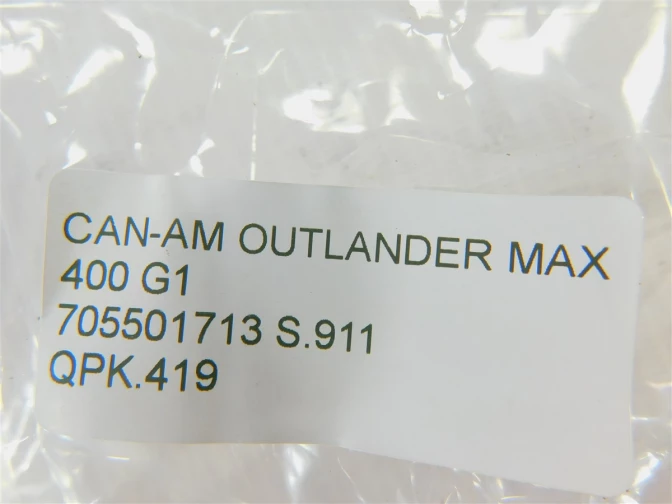 CAN-AM OUTLANDER MAX
400 G1
705501713 S.911
QPK.419